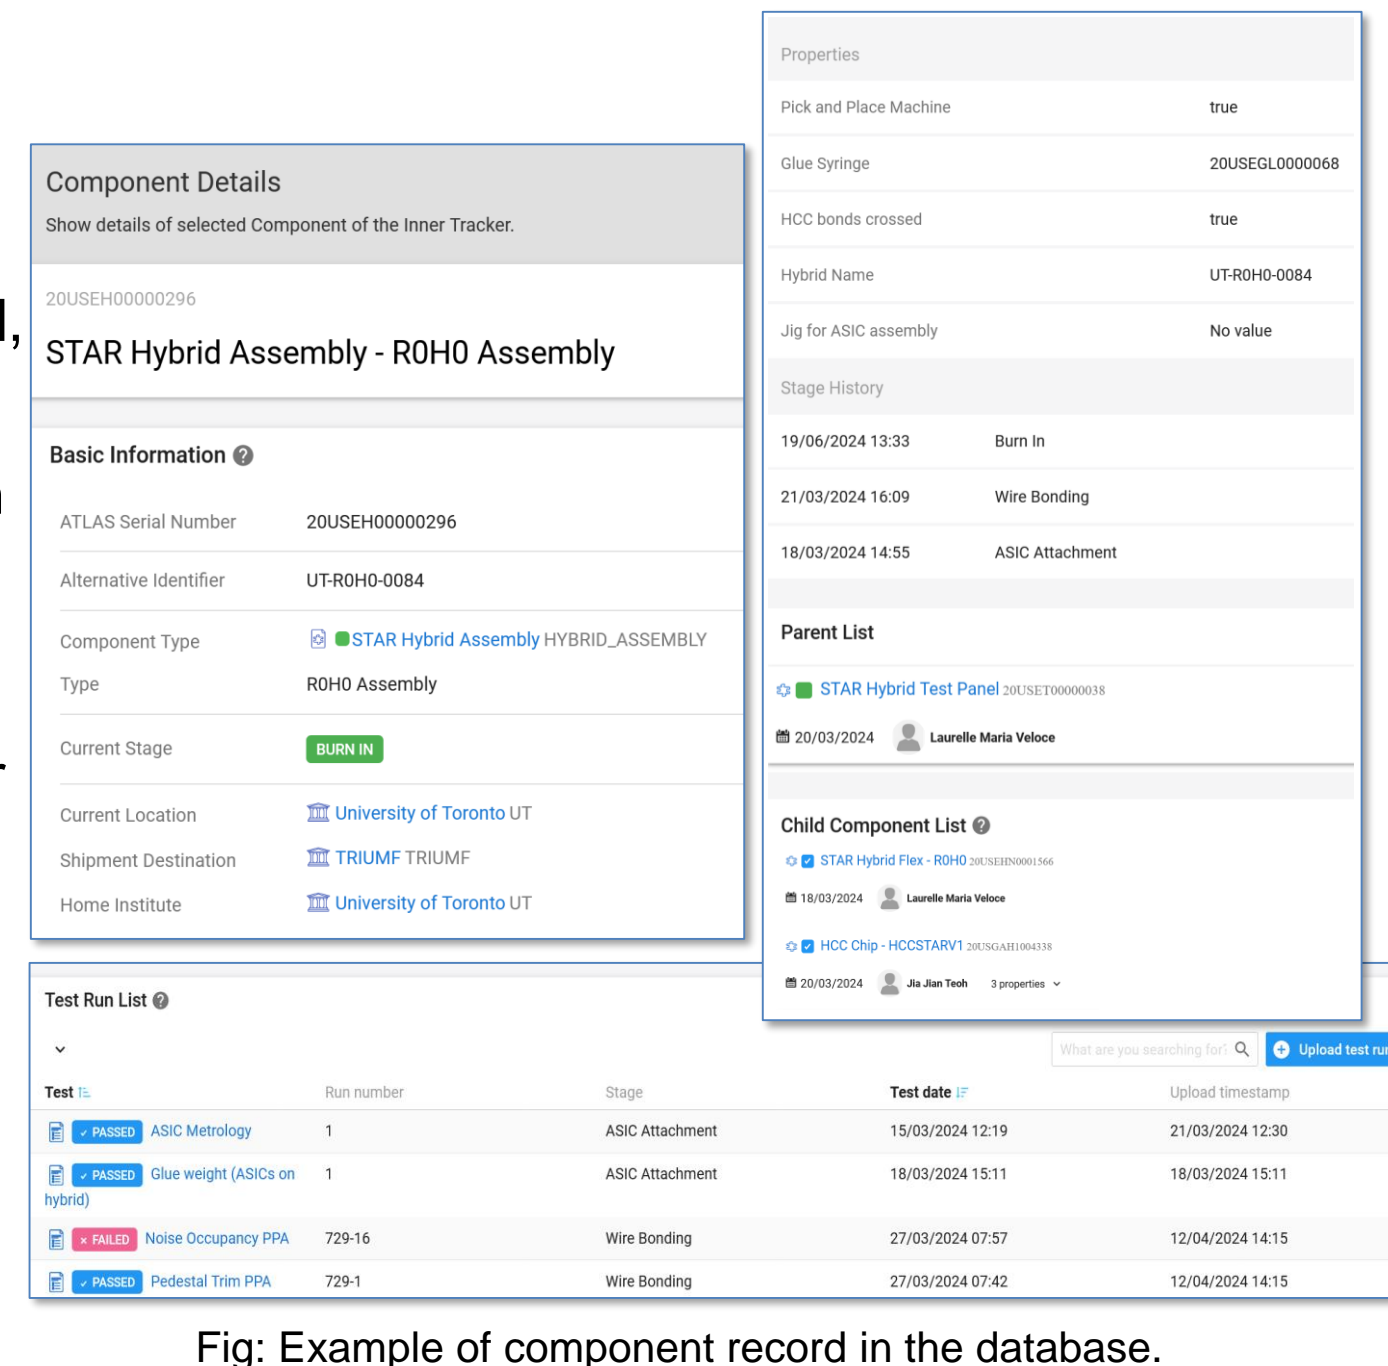 Component Details
Show details of selected Component of the Inner Tracker.
20USEH00000296
STAR Hybrid Assembly - R0H0 Assembly
Basic Information
ATLAS Serial Number 20USEH00000296
Alternative Identifier UT-R0H0-0084
Component Type STAR Hybrid Assembly HYBRID_ASSEMBLY
Type R0H0 Assembly
Current Stage BURN IN
Current Location University of Toronto UT
Shipment Destination TRIUMF TRIUMF
Home Institute University of Toronto UT
Properties
Pick and Place Machine true
Glue Syringe 20USEGL0000068
HCC bonds crossed true
Hybrid Name UT-R0H0-0084
Jig for ASIC assembly No value
Stage History
19/06/2024 13:33 Burn In
21/03/2024 16:09 Wire Bonding
18/03/2024 14:55 ASIC Attachment
Parent List
STAR Hybrid Test Panel 20USET00000038
20/03/2024 Laurelle Maria Veloce
Child Component List
STAR Hybrid Flex - R0H0 20USEHN0001566
18/03/2024 Laurelle Maria Veloce
HCC Chip - HCCSTARV1 20USGAH1004338
20/03/2024 Jia Jian Teoh 3 properties
Test Run List
What are you searching for? Upload test run
Test Run number Stage Test date Upload timestamp
PASSED ASIC Metrology 1 ASIC Attachment 15/03/2024 12:19 21/03/2024 12:30
PASSED Glue weight (ASICs on 1 ASIC Attachment 18/03/2024 15:11 18/03/2024 15:11
hybrid)
FAILED Noise Occupancy PPA 729-16 Wire Bonding 27/03/2024 07:57 12/04/2024 14:15
PASSED Pedestal Trim PPA 729-1 Wire Bonding 27/03/2024 07:42 12/04/2024 14:15
Fig: Example of component record in the database.